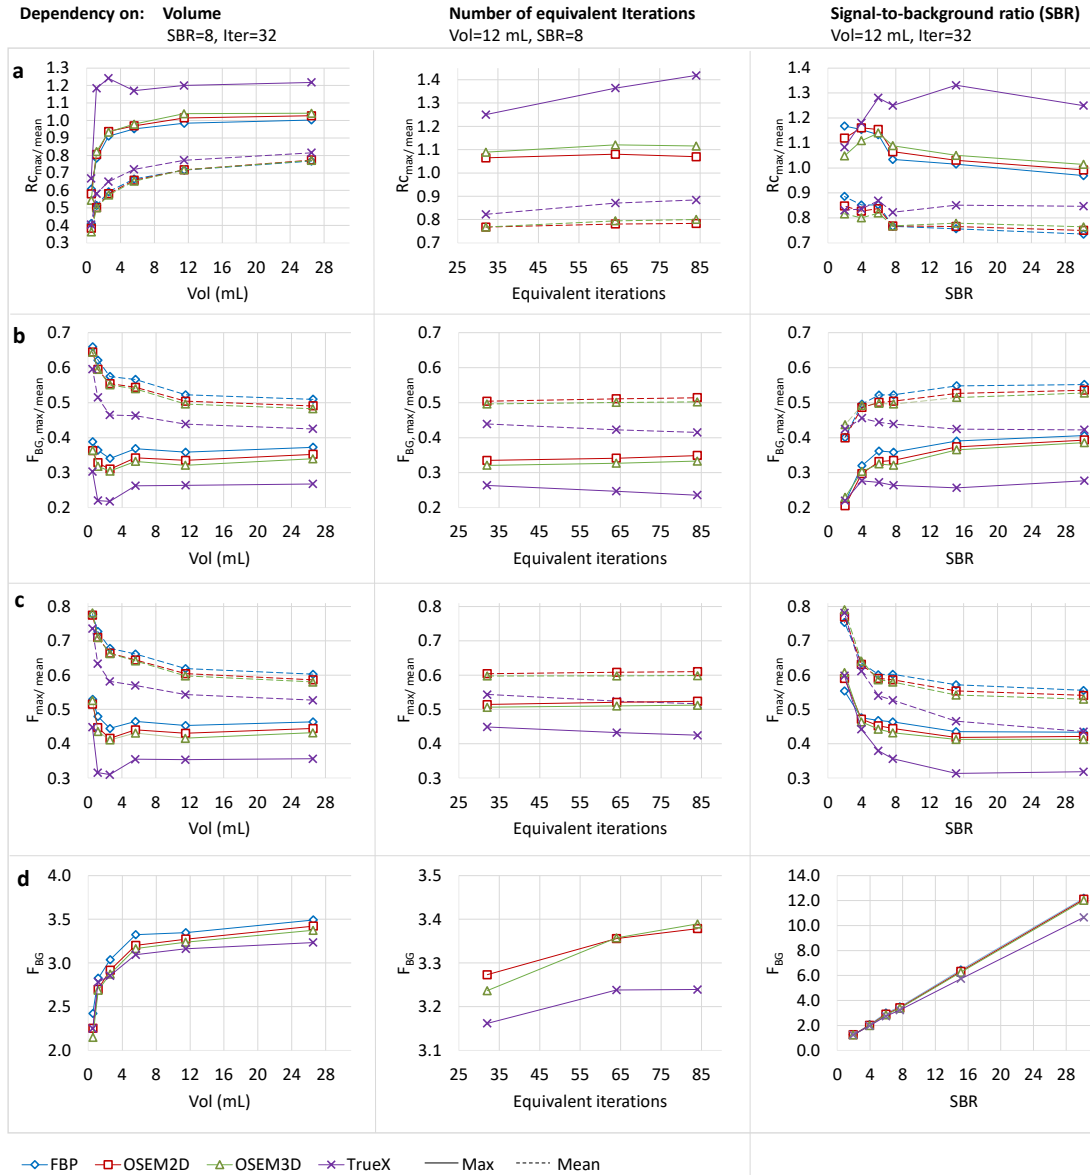 Dependency on: Volume Number of equivalent Iterations Signal-to-background ratio (SBR)
SBR=8, Iter=32 Vol=12 mL, SBR=8 Vol=12 mL, Iter=32
a
Rc max/ mean
1.3
1.2
1.1
1.0
0.9
0.8
0.7
0.6
0.5
0.4
0.3
0 4 8 12 16 20 24 28
Vol (mL)
Rc max/ mean
1.4
1.3
1.2
1.1
1.0
0.9
0.8
0.7
25 35 45 55 65 75 85
Equivalent iterations
Rc max/ mean
1.4
1.3
1.2
1.1
1.0
0.9
0.8
0.7
0 4 8 12 16 20 24 28
SBR
b
F BG, max/ mean
0.7
0.6
0.5
0.4
0.3
0.2
0 4 8 12 16 20 24 28
Vol (mL)
F BG, max/ mean
0.7
0.6
0.5
0.4
0.3
0.2
25 35 45 55 65 75 85
Equivalent iterations
F BG, max/ mean
0.7
0.6
0.5
0.4
0.3
0.2
0 4 8 12 16 20 24 28
SBR
c
F max/ mean
0.8
0.7
0.6
0.5
0.4
0.3
0 4 8 12 16 20 24 28
Vol (mL)
F max/ mean
0.8
0.7
0.6
0.5
0.4
0.3
25 35 45 55 65 75 85
Equivalent iterations
F max/ mean
0.8
0.7
0.6
0.5
0.4
0.3
0 4 8 12 16 20 24 28
SBR
d
F BG
4.0
3.5
3.0
2.5
2.0
0 4 8 12 16 20 24 28
Vol (mL)
F BG
3.5
3.4
3.3
3.2
3.1
25 35 45 55 65 75 85
Equivalent iterations
F BG
14.0
12.0
10.0
8.0
6.0
4.0
2.0
0.0
0 4 8 12 16 20 24 28
SBR
FBP OSEM2D OSEM3D TrueX Max Mean